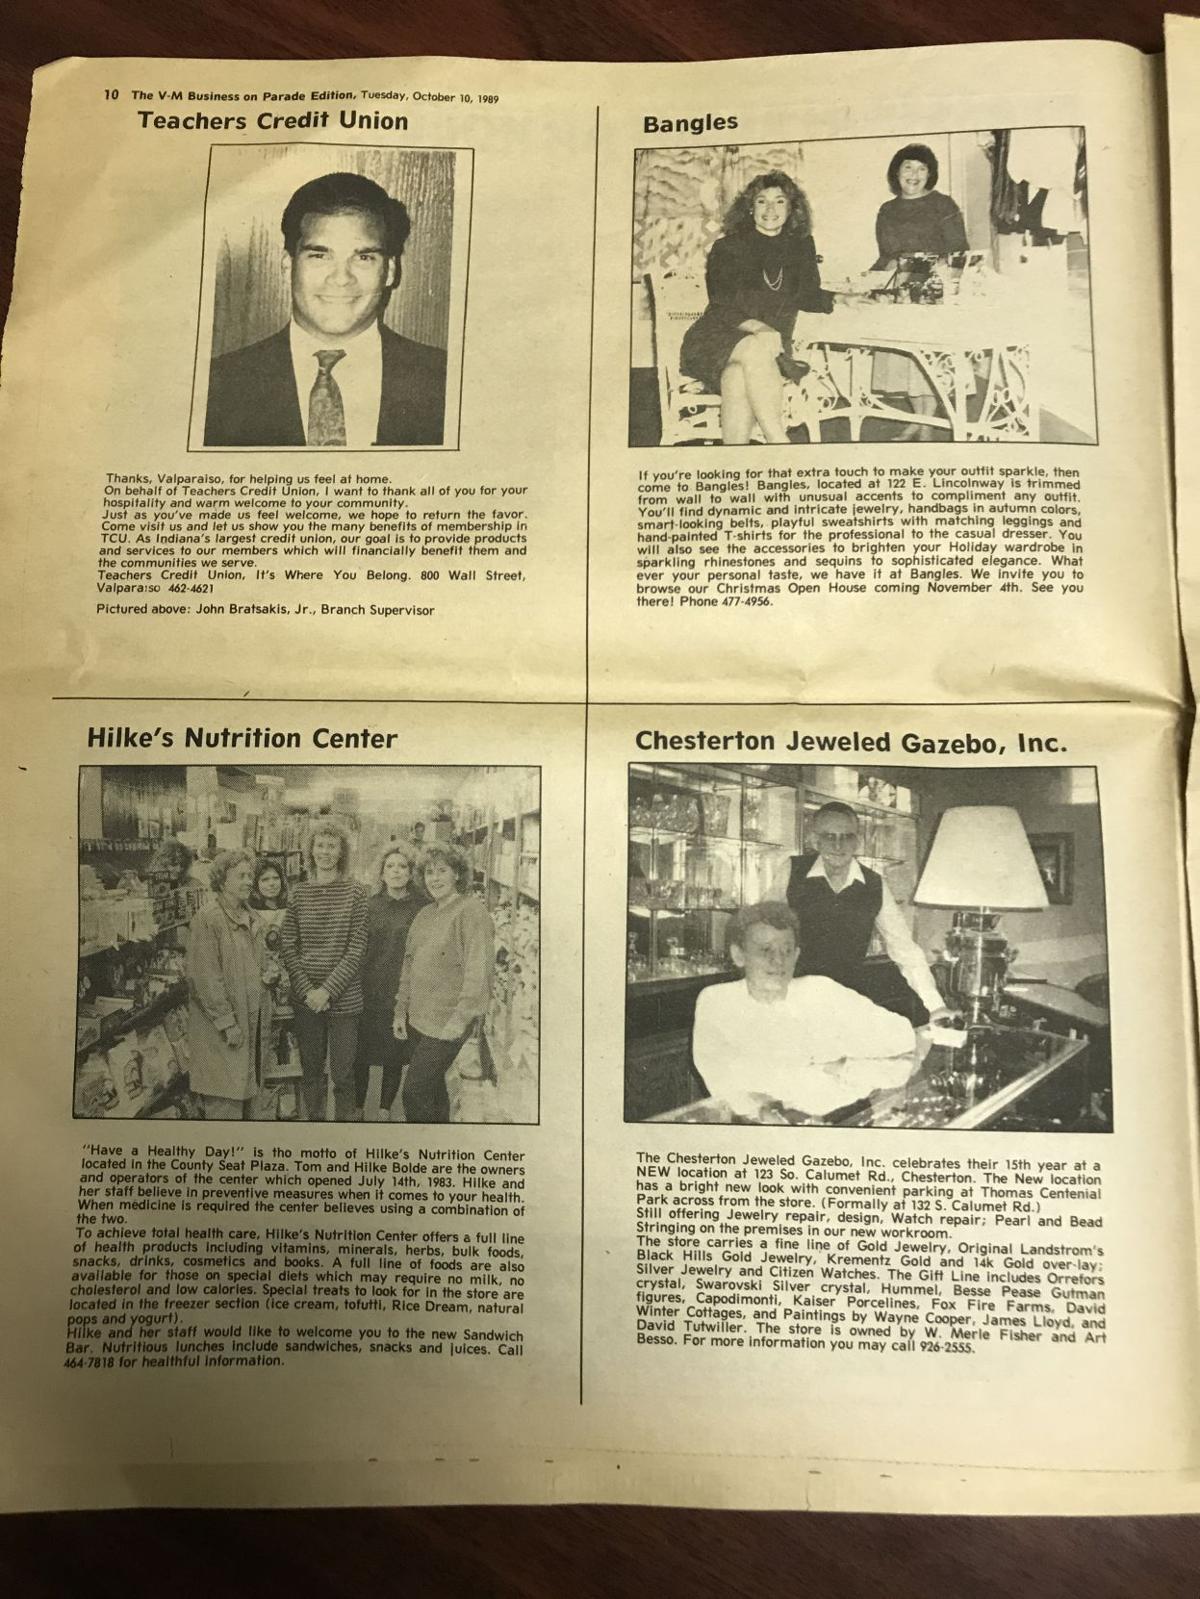 10 The V-M Business on Parade Edition, Tuesday, October 10, 1989
Teachers Credit Union
Thanks, Valparaiso, for helping us feel at home.
On behalf of Teachers Credit Union, I want to thank all of you for your
hospitality and warm welcome to your community.
Just as you've made us feel welcome, we hope to return the favor.
Come visit us and let us show you the many benefits of membership in
TCU. As Indiana's largest credit union, our goal is to provide products
and services to our members which will financially benefit them and
the communities we serve.
Teachers Credit Union, It's Where You Belong. 800 Wall Street,
Valparaiso 462-4621
Pictured above: John Bratsakis, Jr., Branch Supervisor
Bangles
If you're looking for that extra touch to make your outfit sparkle, then
come to Bangles! Bangles, located at 122 E. Lincolnway is trimmed
from wall to wall with unusual accents to compliment any outfit.
You'll find dynamic and intricate jewelry, handbags in autumn colors,
smart-looking belts, playful sweatshirts with matching leggings and
hand-painted T-shirts for the professional to the casual dresser. You
will also see the accessories to brighten your Holiday wardrobe in
sparkling rhinestones and sequins to sophisticated elegance. What
ever your personal taste, we have it at Bangles. We invite you to
browse our Christmas Open House coming November 4th. See you
there! Phone 477-4956.
Hilke's Nutrition Center
"Have a Healthy Day!" is tho motto of Hilke's Nutrition Center
located in the County Seat Plaza. Tom and Hilke Bolde are the owners
and operators of the center which opened July 14th, 1983. Hilke and
her staff believe in preventive measures when it comes to your health.
When medicine is required the center believes using a combination of
the two.
To achieve total health care, Hilke's Nutrition Center offers a full line
of health products including vitamins, minerals, herbs, bulk foods,
snacks, drinks, cosmetics and books. A full line of foods are also
available for those on special diets which may require no milk, no
cholesterol and low calories. Special treats to look for in the store are
located in the freezer section (ice cream, tofutti, Rice Dream, natural
pops and yogurt).
Hilke and her staff would like to welcome you to the new Sandwich
Bar. Nutritious lunches include sandwiches, snacks and juices. Call
464-7818 for healthful information.
Chesterton Jeweled Gazebo, Inc.
The Chesterton Jeweled Gazebo, Inc. celebrates their 15th year at a
NEW location at 123 So. Calumet Rd., Chesterton. The New location
has a bright new look with convenient parking at Thomas Centenial
Park across from the store. (Formally at 132 S. Calumet Rd.)
Still offering Jewelry repair, design, Watch repair; Pearl and Bead
Stringing on the premises in our new workroom.
The store carries a fine line of Gold Jewelry, Original Landstrom's
Black Hills Gold Jewelry, Krementz Gold and 14k Gold over-lay;
Silver Jewelry and Citizen Watches. The Gift Line includes Orrefors
crystal, Swarovski Silver crystal, Hummel, Besse Pease Gutman
figures, Capodimonti, Kaiser Porcelines, Fox Fire Farms, David
Winter Cottages, and Paintings by Wayne Cooper, James Lloyd, and
David Tutwiller. The store is owned by W. Merle Fisher and Art
Besso. For more information you may call 926-2555.